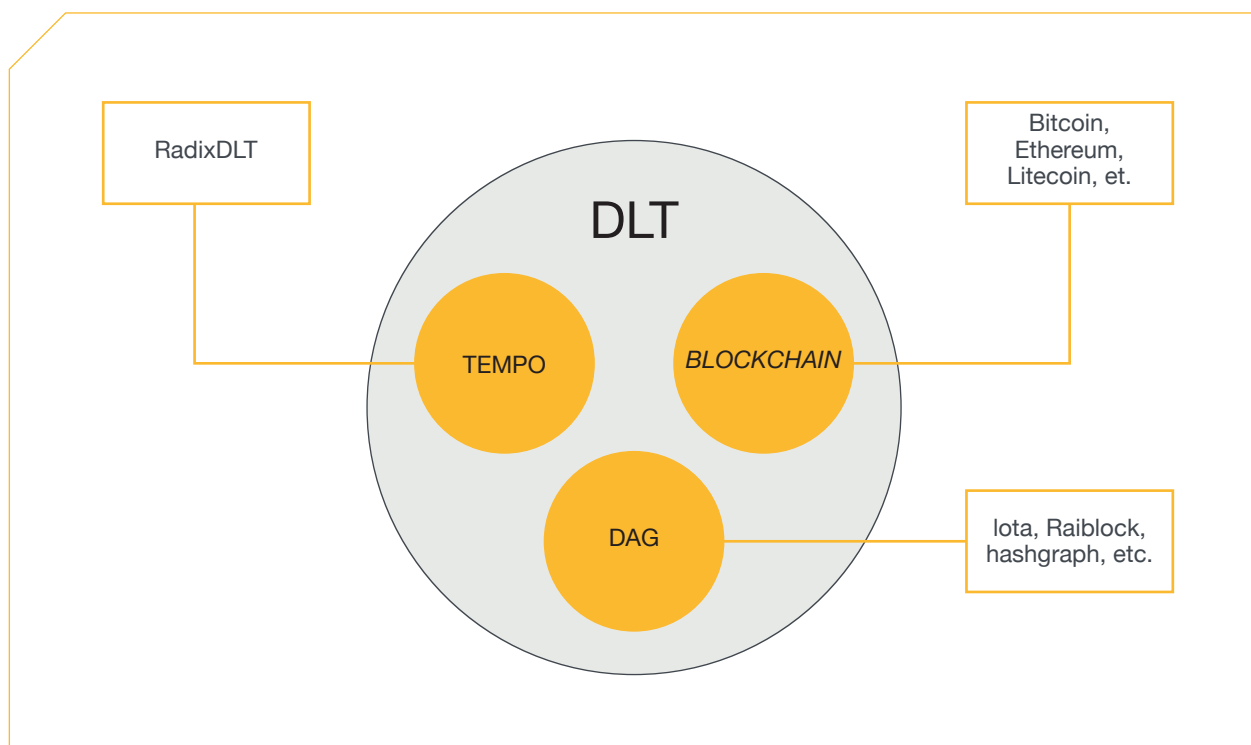 RadixDLT
Bitcoin,
Ethereum,
Litecoin, et.
DLT
TEMPO
BLOCKCHAIN
DAG
Iota, Raiblock,
hashgraph, etc.